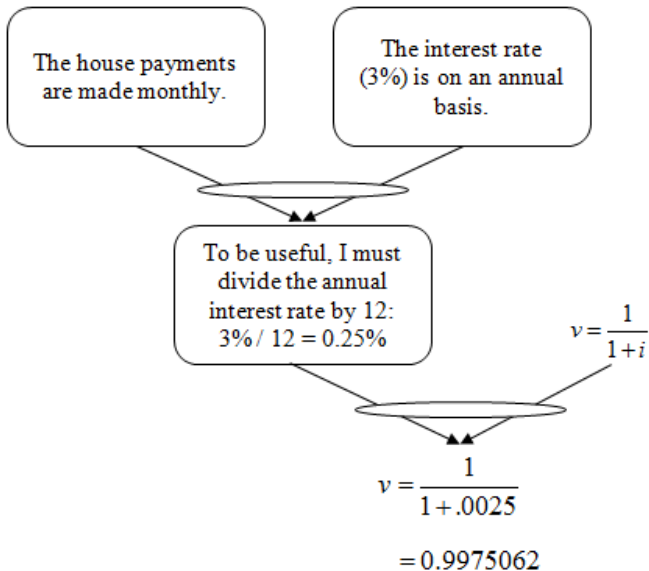 The house payments
are made monthly.
The interest rate
(3%) is on an annual
basis.
To be useful, I must
divide the annual
interest rate by 12:
3% / 12 = 0.25%
v = 1/(1+i)
v = 1/(1+.0025)
= 0.9975062